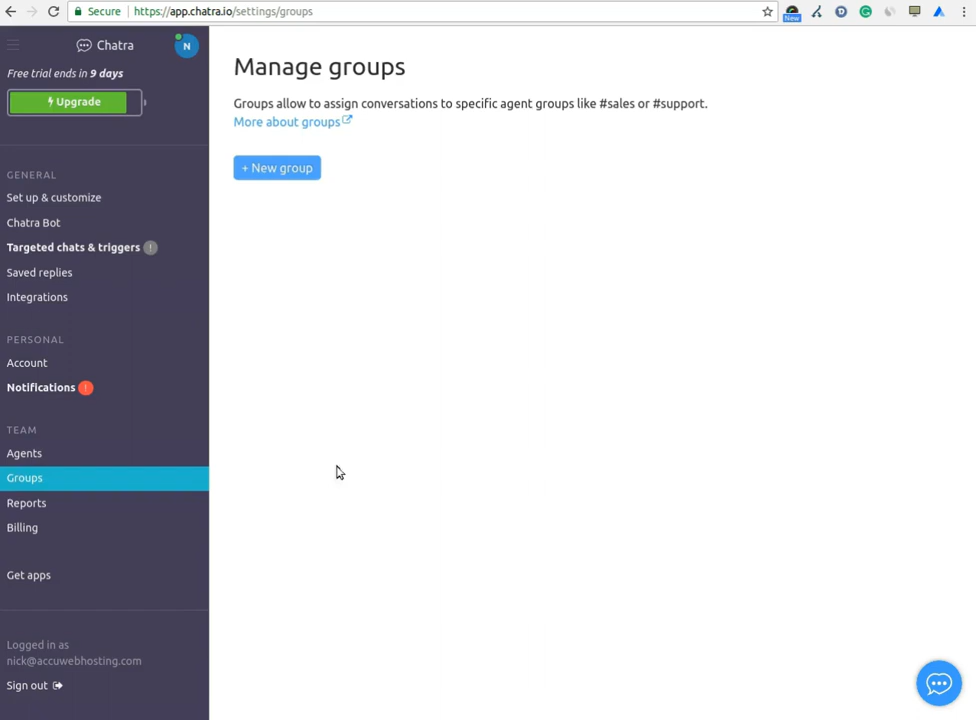 Secure https://app.chatra.io/settings/groups
New
Chatra
N
Free trial ends in 9 days
Upgrade
GENERAL
Set up & customize
Chatra Bot
Targeted chats & triggers !
Saved replies
Integrations
PERSONAL
Account
Notifications !
TEAM
Agents
Groups
Reports
Billing
Get apps
Logged in as
nick@accuwebhosting.com
Sign out
Manage groups
Groups allow to assign conversations to specific agent groups like #sales or #support.
More about groups
+ New group